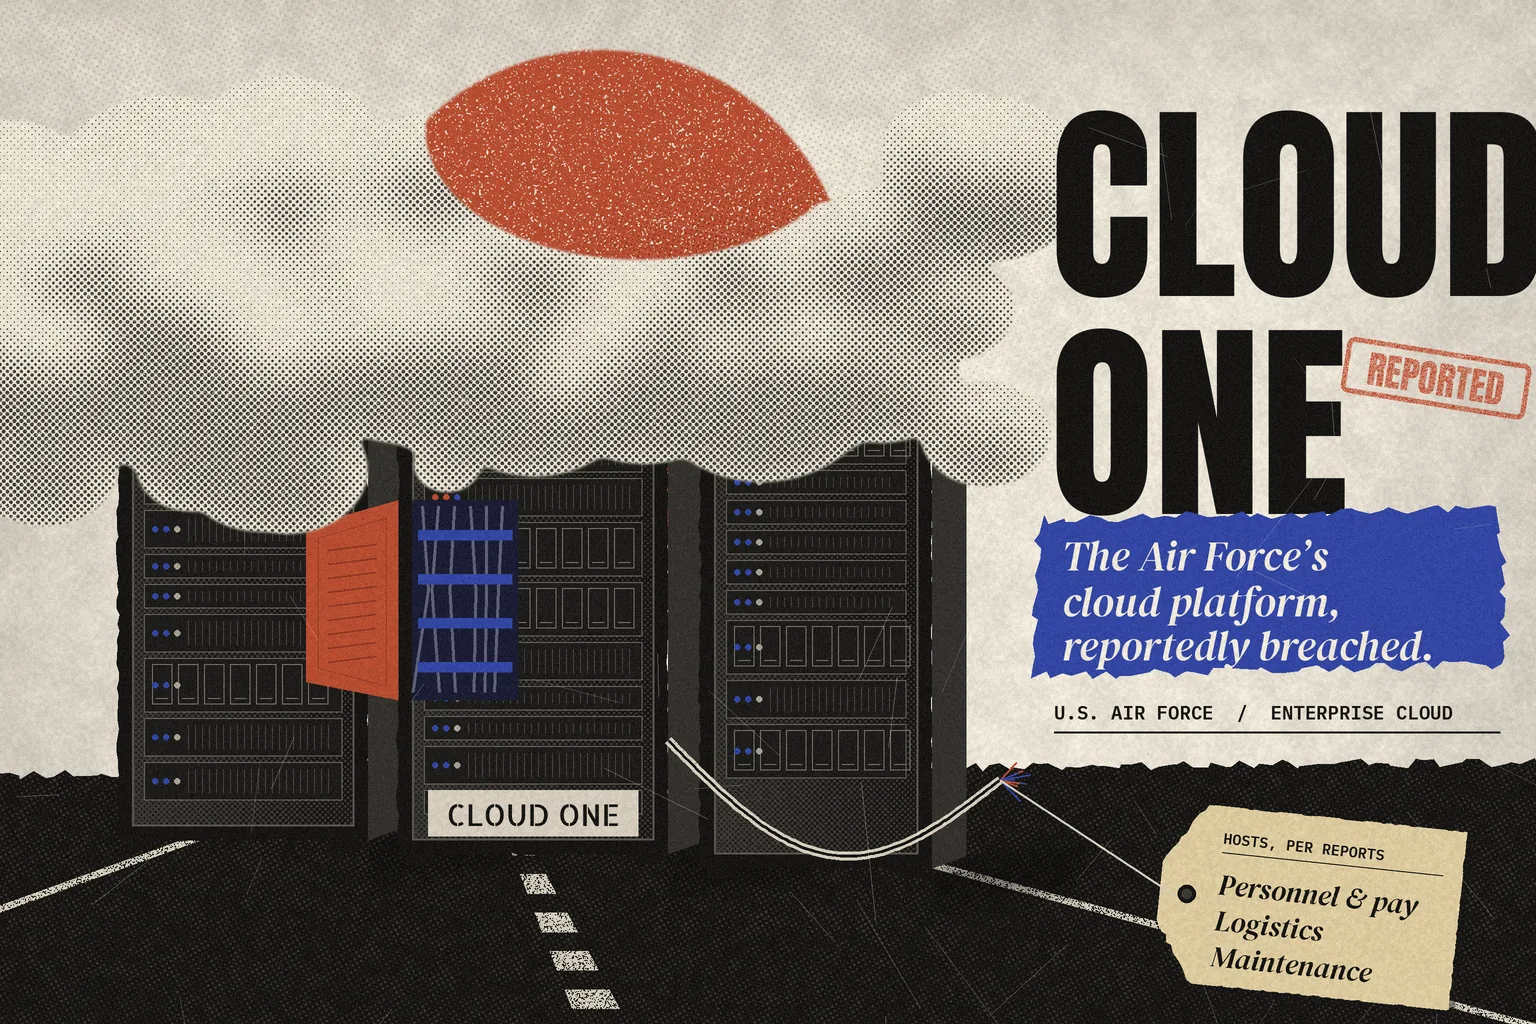 CLOUD
ONE
REPORTED
The Air Force’s
cloud platform,
reportedly breached.
U.S. AIR FORCE / ENTERPRISE CLOUD
CLOUD ONE
HOSTS, PER REPORTS
Personnel & pay
Logistics
Maintenance